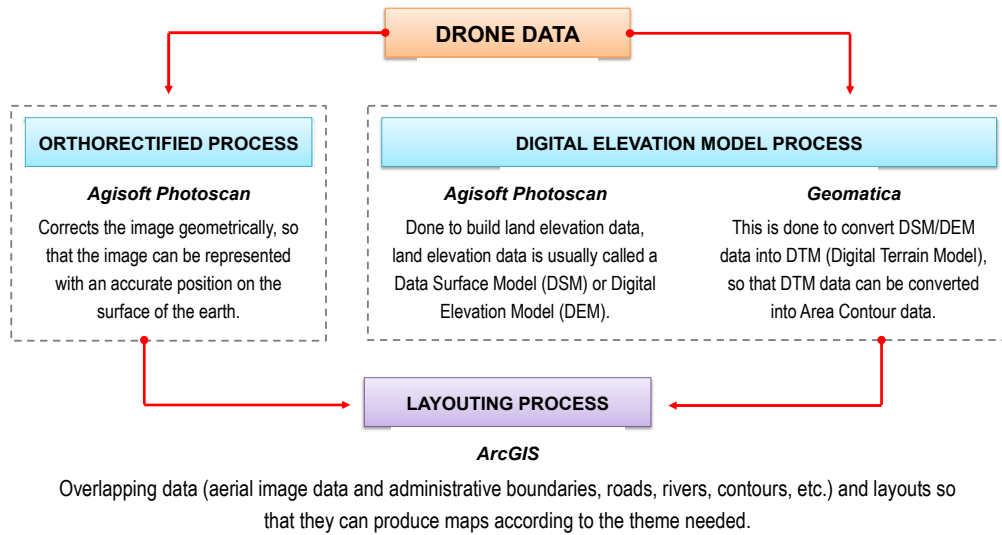 DRONE DATA
ORTHORECTIFIED PROCESS
Agisoft Photoscan
Corrects the image geometrically, so
that the image can be represented
with an accurate position on the
surface of the earth.
DIGITAL ELEVATION MODEL PROCESS
Agisoft Photoscan
Done to build land elevation data,
land elevation data is usually called a
Data Surface Model (DSM) or Digital
Elevation Model (DEM).
Geomatica
This is done to convert DSM/DEM
data into DTM (Digital Terrain Model),
so that DTM data can be converted
into Area Contour data.
LAYOUTING PROCESS
ArcGIS
Overlapping data (aerial image data and administrative boundaries, roads, rivers, contours, etc.) and layouts so
that they can produce maps according to the theme needed.